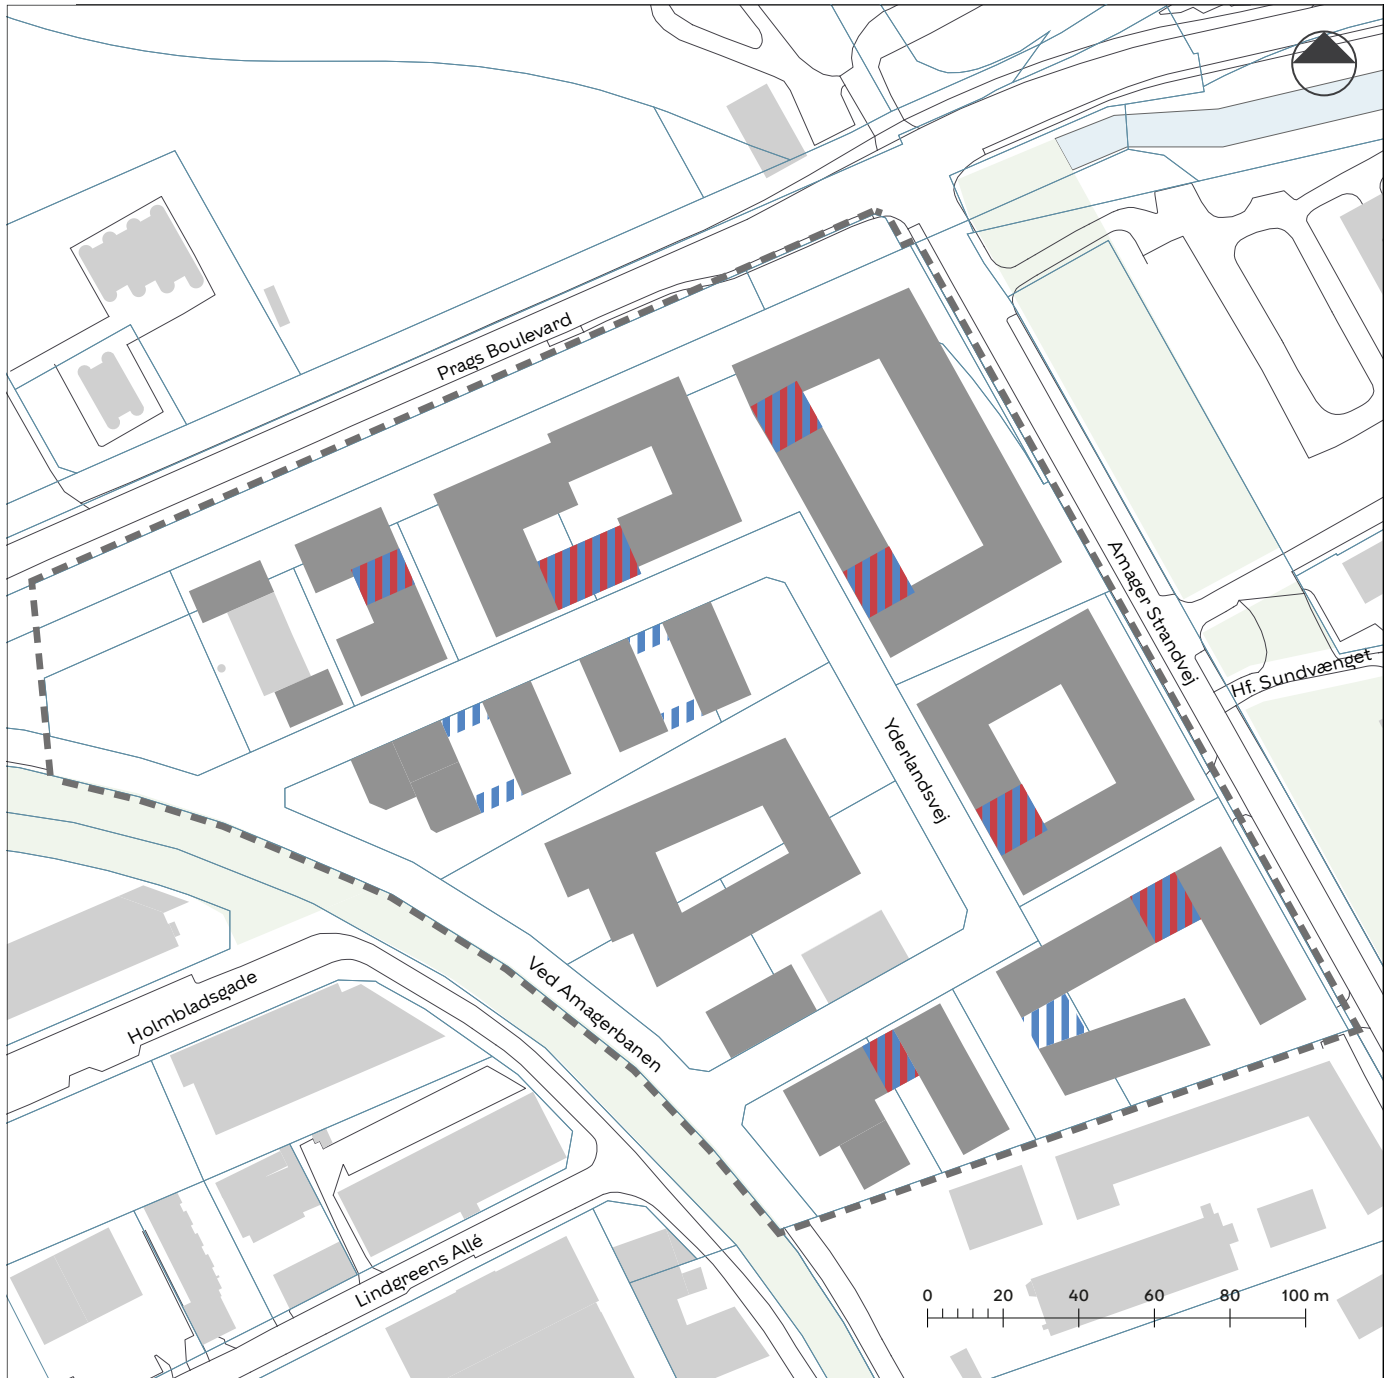 Prags Boulevard
Amager Strandvej
Hf. Sundvænget
Yderlandsvej
Ved Amagerbanen
Holmbladsgade
Lindgreens Allé
0 20 40 60 80 100 m